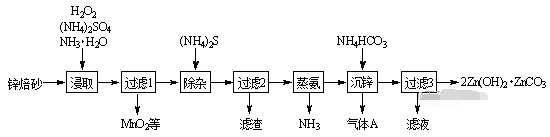 H2O2
(NH4)2SO4
NH3·H2O
(NH4)2S
NH4HCO3
锌焙砂
浸取
过滤1
除杂
过滤2
蒸氨
沉锌
过滤3
2Zn(OH)2·ZnCO3
MnO2等
滤渣
NH3
气体A
滤液